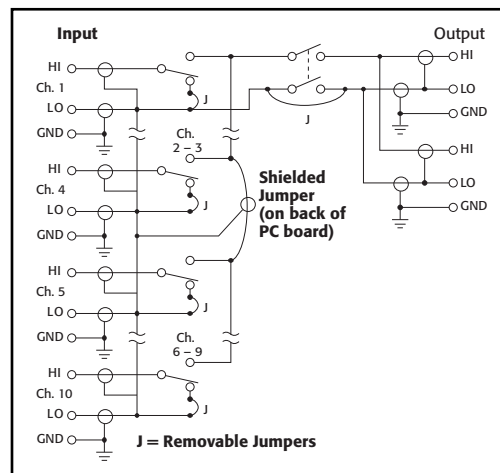 Input
Output
HI
Ch. 1
LO
GND
J
J
HI
LO
GND
HI
LO
GND
Ch.
2 – 3
Shielded
Jumper
(on back of
PC board)
HI
Ch. 4
LO
GND
J
HI
Ch. 5
LO
GND
J
Ch.
6 – 9
HI
Ch. 10
LO
GND
J
J = Removable Jumpers